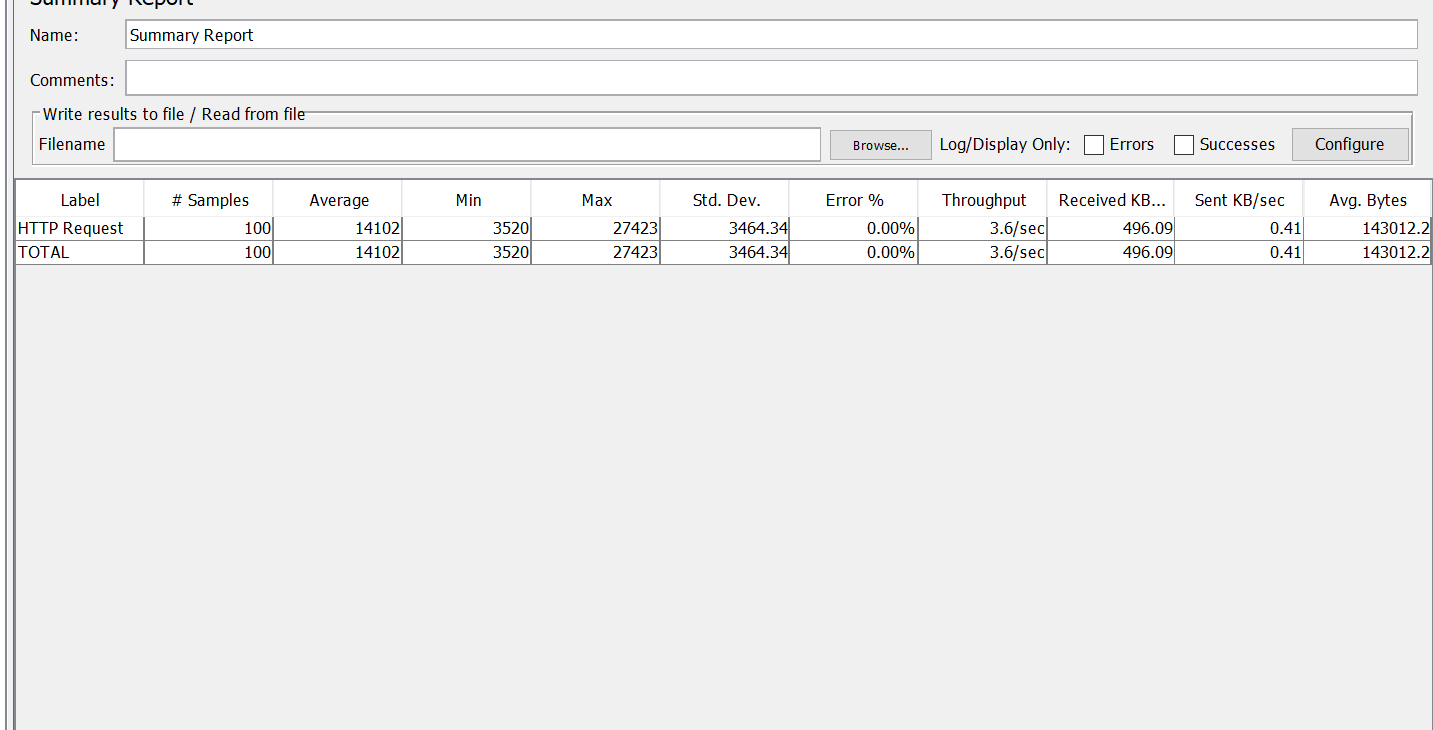 Summary Report
Name: Summary Report
Comments:
Write results to file / Read from file
Filename Browse... Log/Display Only: Errors Successes Configure
Label # Samples Average Min Max Std. Dev. Error % Throughput Received KB... Sent KB/sec Avg. Bytes
HTTP Request 100 14102 3520 27423 3464.34 0.00% 3.6/sec 496.09 0.41 143012.2
TOTAL 100 14102 3520 27423 3464.34 0.00% 3.6/sec 496.09 0.41 143012.2